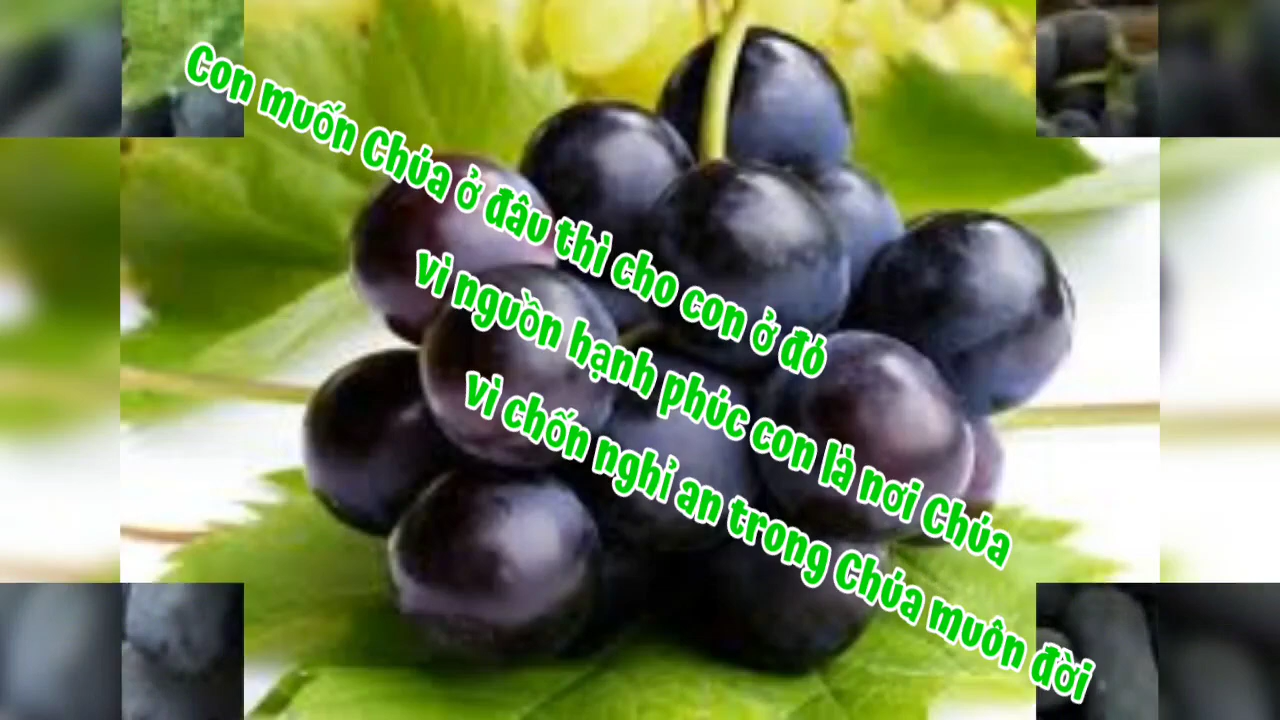 Con muốn Chúa ở đâu thì cho con ở đó
vì nguồn hạnh phúc con là nơi Chúa
vì chốn nghỉ an trong Chúa muôn đời